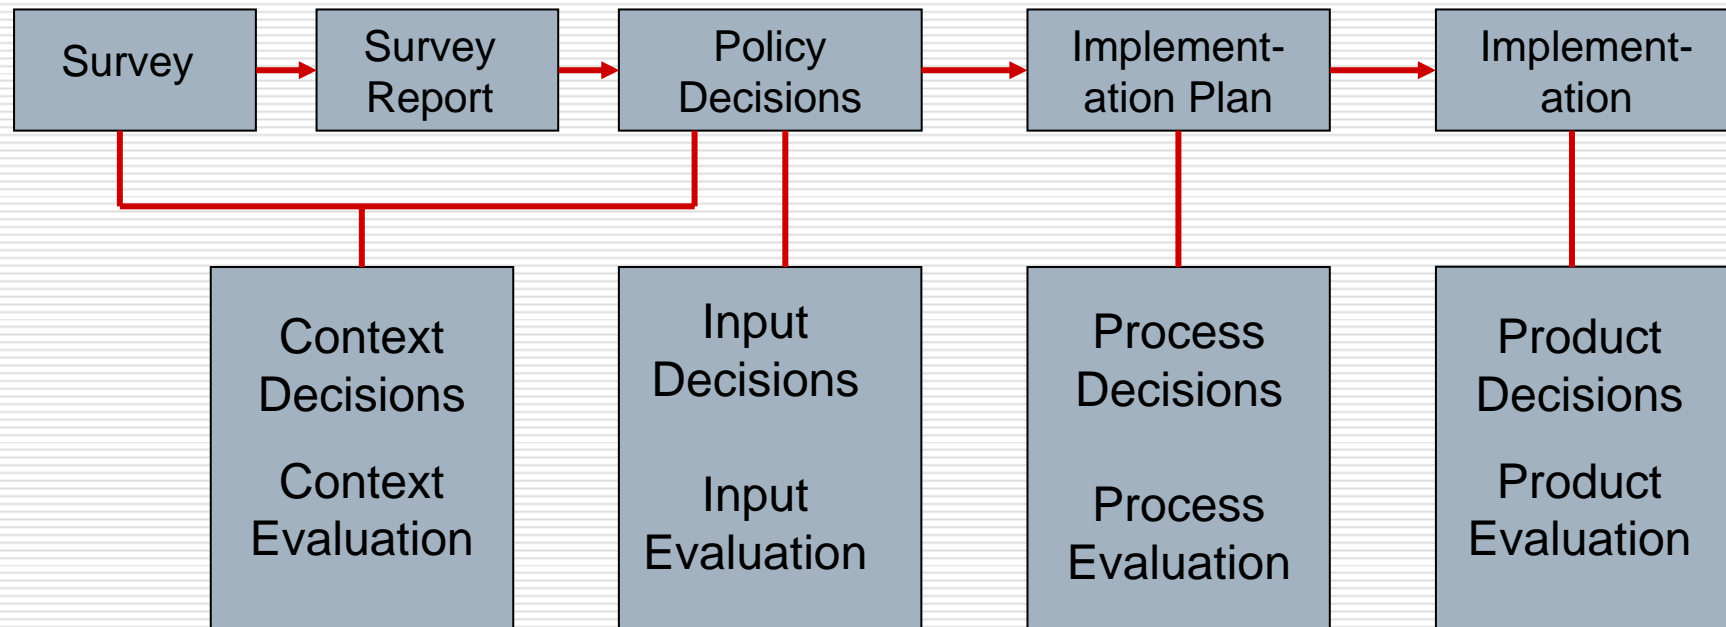 Survey
Survey
Report
Policy
Decisions
Implement-
ation Plan
Implement-
ation
Context
Decisions
Context
Evaluation
Input
Decisions
Input
Evaluation
Process
Decisions
Process
Evaluation
Product
Decisions
Product
Evaluation